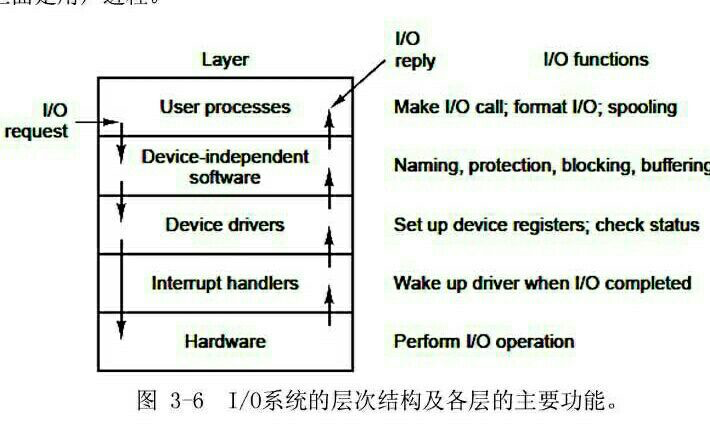 I/O
reply
Layer
I/O functions
I/O
request
User processes
Make I/O call; format I/O; spooling
Device-independent
software
Naming, protection, blocking, buffering
Device drivers
Set up device registers; check status
Interrupt handlers
Wake up driver when I/O completed
Hardware
Perform I/O operation
图 3-6 I/O系统的层次结构及各层的主要功能。